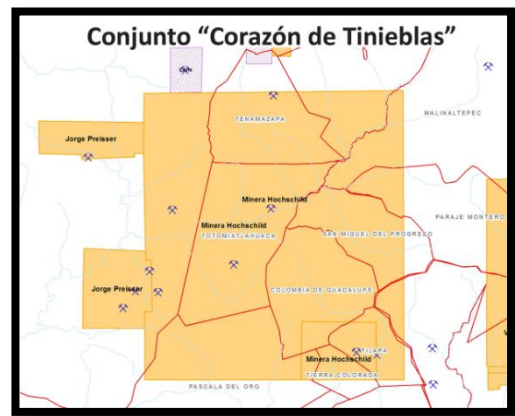 Conjunto “Corazón de Tinieblas”
TENAMAZAPA
MALINALTEPEC
Jorge Preisser
Minera Hochschild
PARAJE MONTERO
Minera Hochschild
TOTOMIXTLAHUACA
SAN MIGUEL DEL PROGRESO
Jorge Preisser
COLOMBIA DE GUADALUPE
TILAPA
Minera Hochschild
TIERRA COLORADA
PASCALA DEL ORO